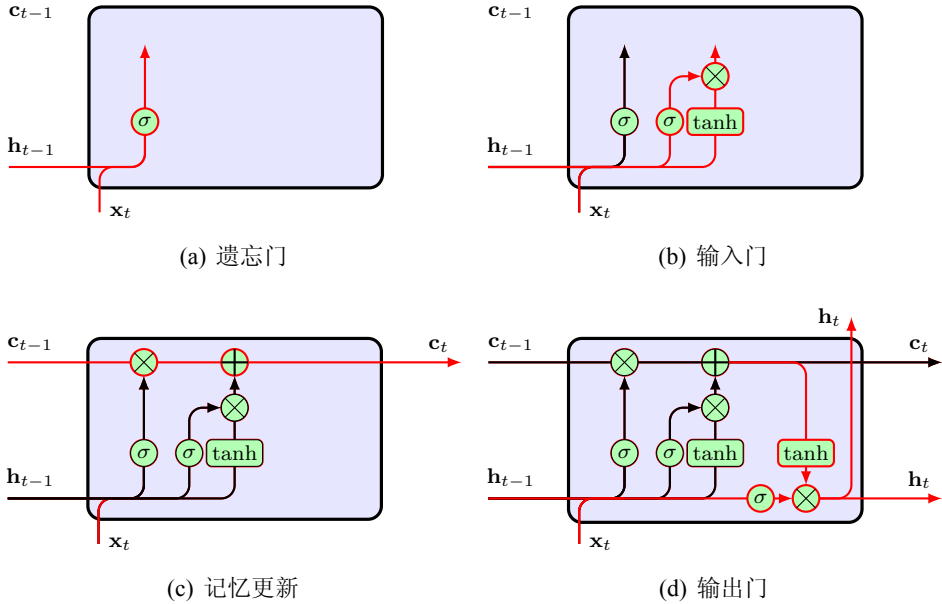 c_{t−1} c_{t−1}
σ σ σ tanh
h_{t−1} h_{t−1}
x_t x_t
(a) 遗忘门 (b) 输入门
h_t
c_{t−1} c_t c_{t−1} c_t
σ σ tanh σ σ tanh tanh
h_{t−1} h_{t−1} σ h_t
x_t x_t
(c) 记忆更新 (d) 输出门